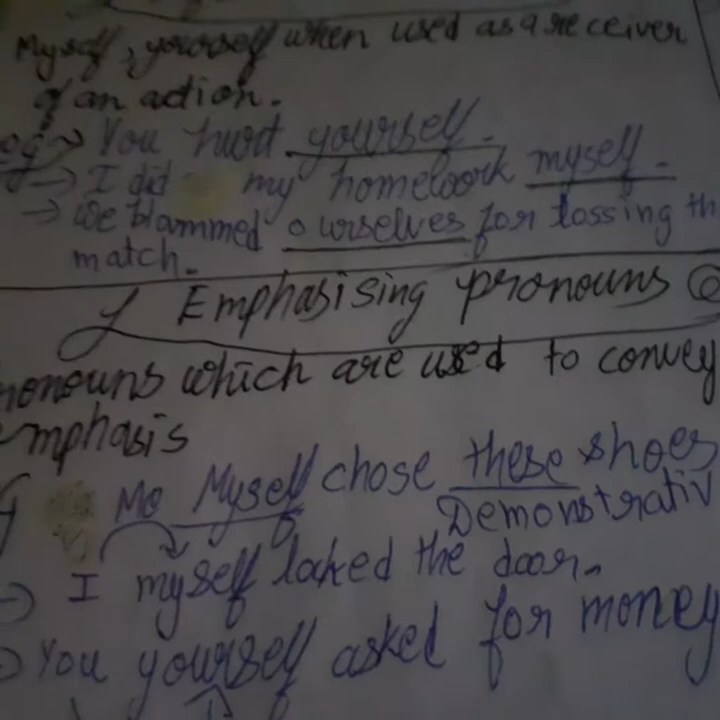 Myself, yourself when used as a receiver
of an action.
eg → You hurt yourself.
→ I did my homework myself.
→ We blammed ourselves for lossing th
match.
Emphasising pronouns
ronouns which are used to convey
emphasis
Me Myself chose these shoes
Demonstrativ
→ I myself locked the door.
→ You yourself asked for money